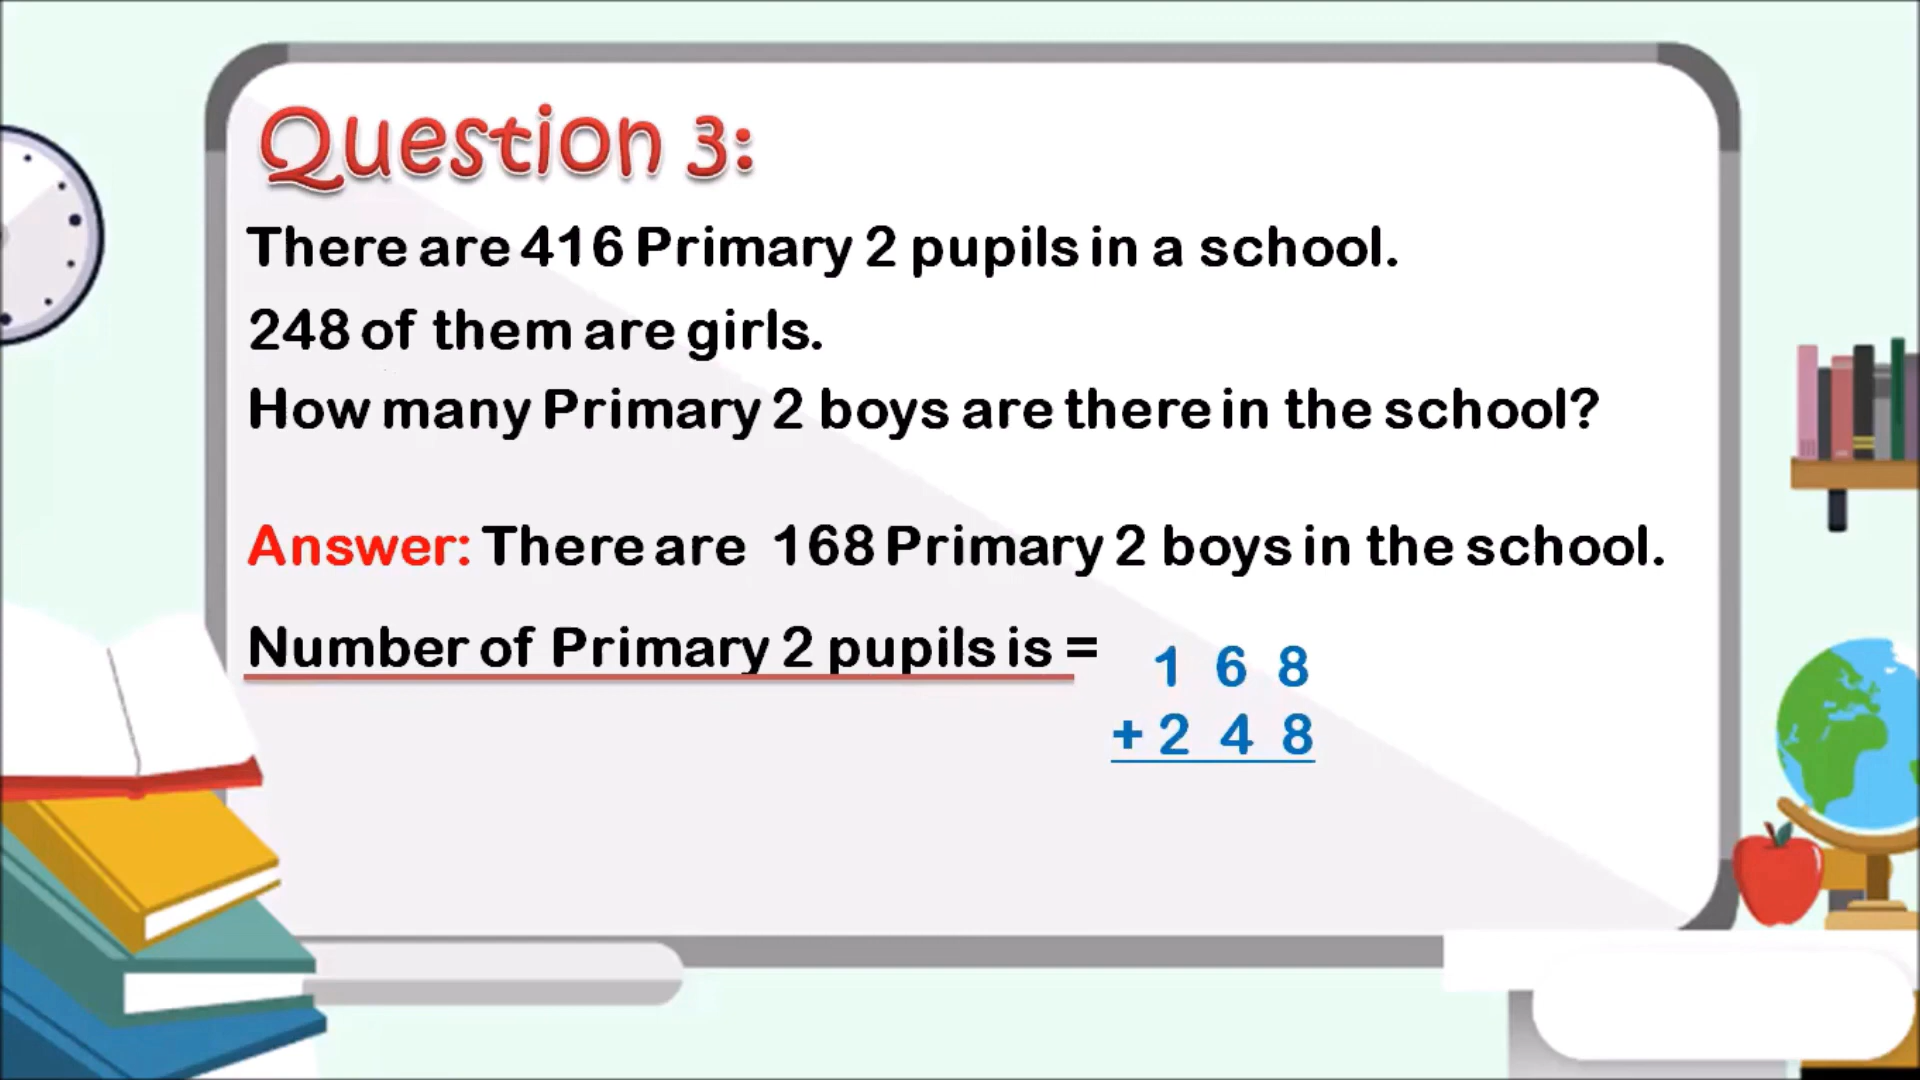 Question 3:
There are 416 Primary 2 pupils in a school.
248 of them are girls.
How many Primary 2 boys are there in the school?
Answer: There are 168 Primary 2 boys in the school.
Number of Primary 2 pupils is =
1 6 8
+ 2 4 8